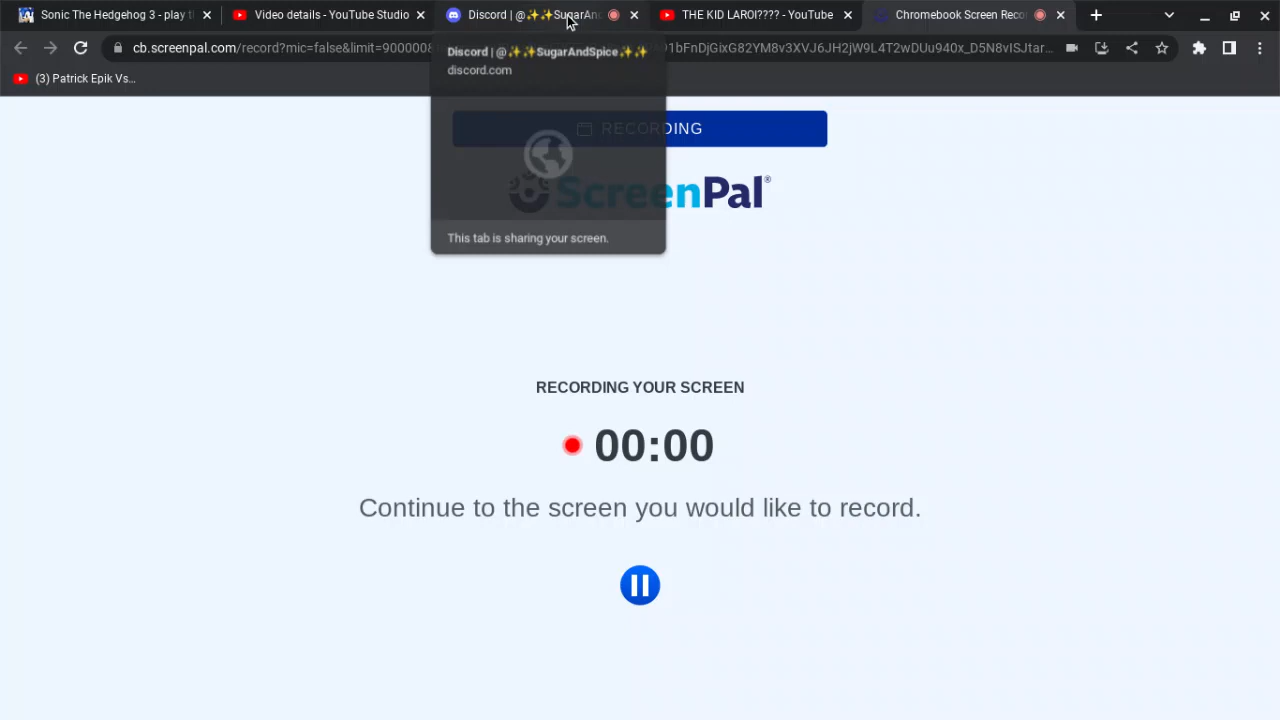 Sonic The Hedgehog 3 - play t
Video details - YouTube Studio
Discord | @✨✨SugarAn
THE KID LAROI???? - YouTube
Chromebook Screen Reco
cb.screenpal.com/record?mic=false&limit=900000&
91bFnDjGixG82YM8v3XVJ6JH2jW9L4T2wDUu940x_D5N8vISJtar…
(3) Patrick Epik Vs…
Discord | @✨✨SugarAndSpice✨✨
discord.com
RECORDING
ScreenPal®
This tab is sharing your screen.
RECORDING YOUR SCREEN
00:00
Continue to the screen you would like to record.